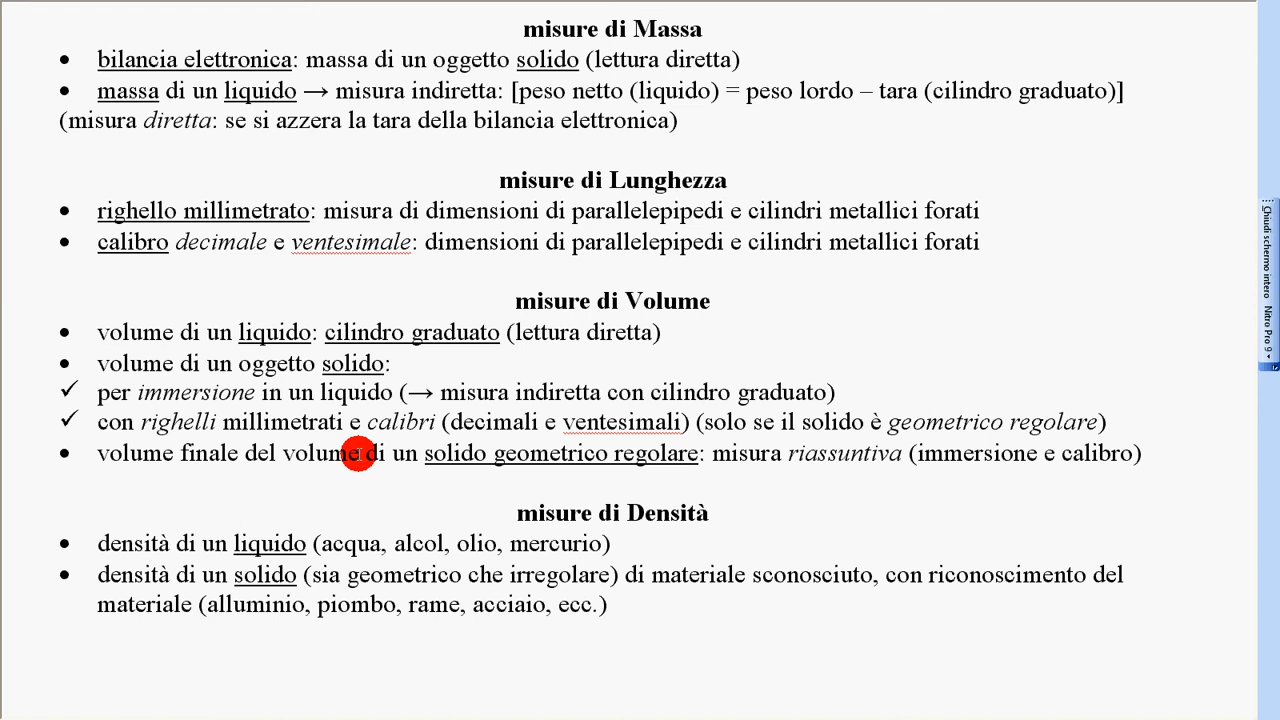 misure di Massa
• bilancia elettronica: massa di un oggetto solido (lettura diretta)
• massa di un liquido → misura indiretta: [peso netto (liquido) = peso lordo – tara (cilindro graduato)]
(misura diretta: se si azzera la tara della bilancia elettronica)
misure di Lunghezza
• righello millimetrato: misura di dimensioni di parallelepipedi e cilindri metallici forati
• calibro decimale e ventesimale: dimensioni di parallelepipedi e cilindri metallici forati
misure di Volume
• volume di un liquido: cilindro graduato (lettura diretta)
• volume di un oggetto solido:
✓ per immersione in un liquido (→ misura indiretta con cilindro graduato)
✓ con righelli millimetrati e calibri (decimali e ventesimali) (solo se il solido è geometrico regolare)
• volume finale del volume di un solido geometrico regolare: misura riassuntiva (immersione e calibro)
misure di Densità
• densità di un liquido (acqua, alcol, olio, mercurio)
• densità di un solido (sia geometrico che irregolare) di materiale sconosciuto, con riconoscimento del
materiale (alluminio, piombo, rame, acciaio, ecc.)
Chiudi schermo intero Nitro Pro 9